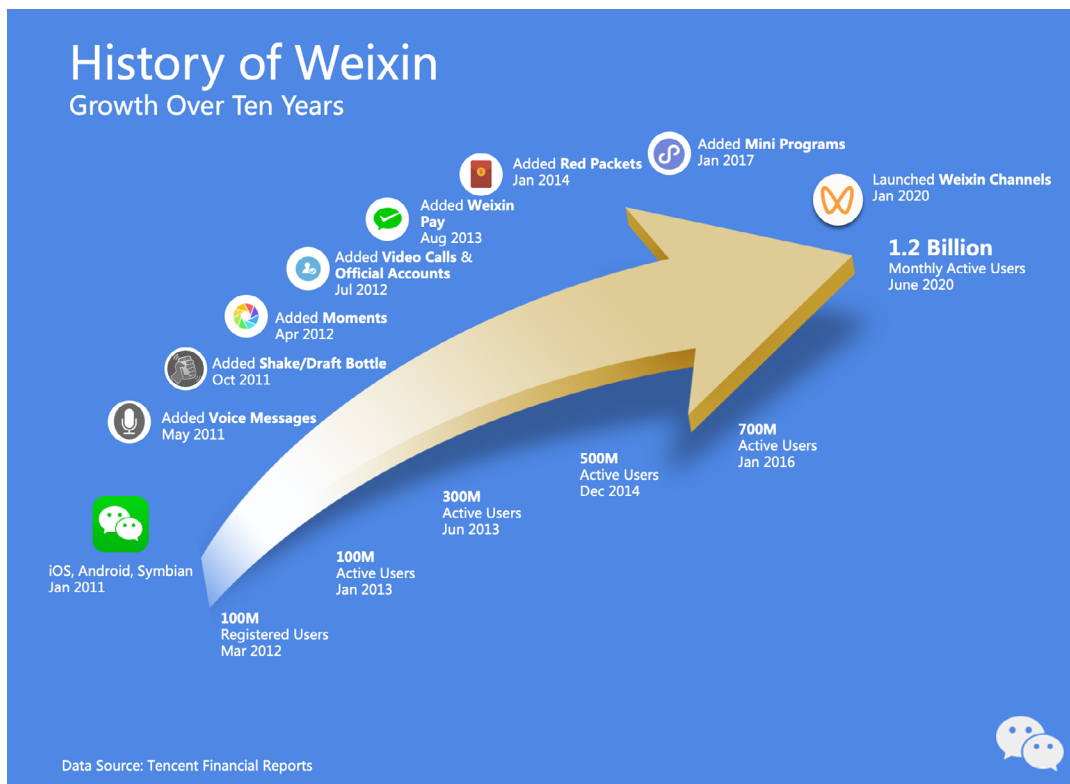 History of Weixin
Growth Over Ten Years
Added Mini Programs
Jan 2017
Added Red Packets
Jan 2014
Launched Weixin Channels
Jan 2020
Added Weixin
Pay
Aug 2013
1.2 Billion
Monthly Active Users
June 2020
Added Video Calls &
Official Accounts
Jul 2012
Added Moments
Apr 2012
Added Shake/Draft Bottle
Oct 2011
Added Voice Messages
May 2011
700M
Active Users
Jan 2016
500M
Active Users
Dec 2014
300M
Active Users
Jun 2013
100M
Active Users
Jan 2013
iOS, Android, Symbian
Jan 2011
100M
Registered Users
Mar 2012
Data Source: Tencent Financial Reports